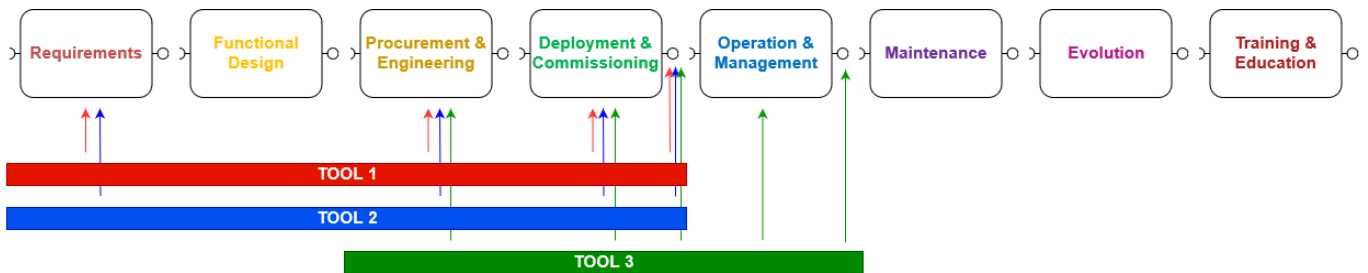 Requirements
Functional
Design
Procurement &
Engineering
Deployment &
Commissioning
Operation &
Management
Maintenance
Evolution
Training &
Education
TOOL 1
TOOL 2
TOOL 3